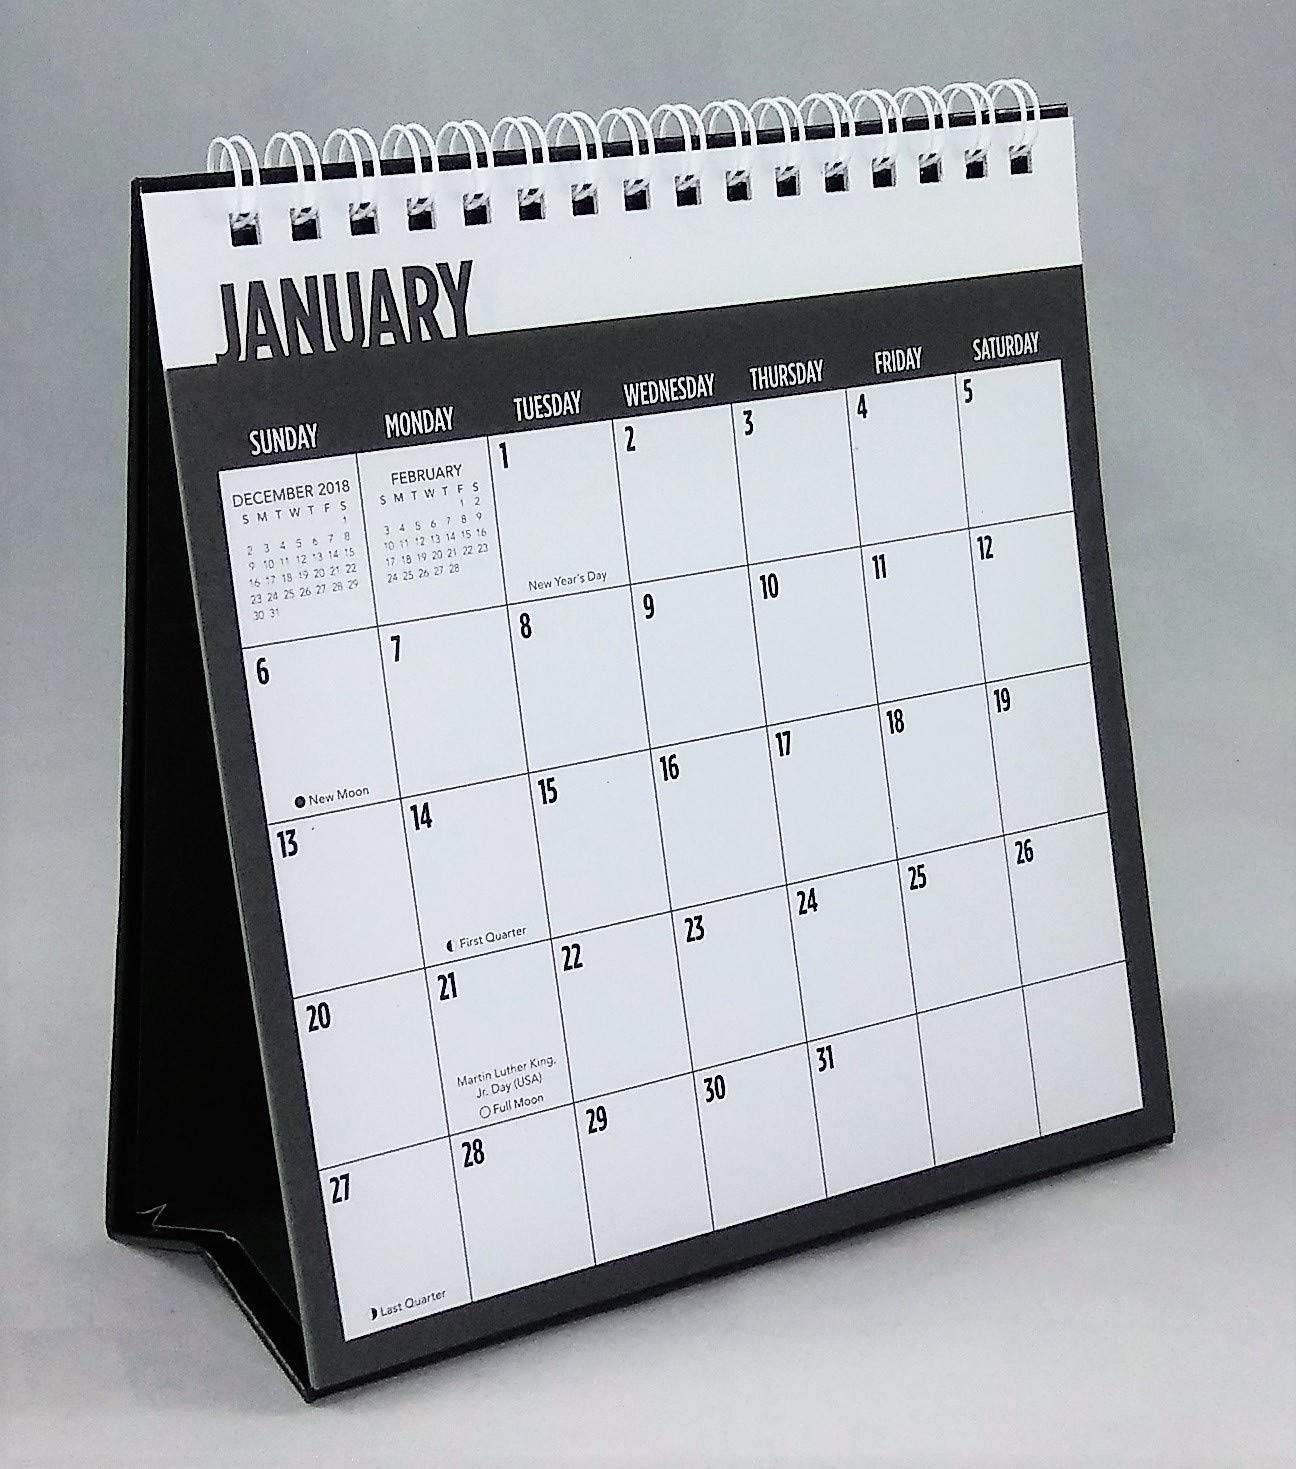 JANUARY
SUNDAY MONDAY TUESDAY WEDNESDAY THURSDAY FRIDAY SATURDAY
DECEMBER 2018
S M T W T F S
1
2 3 4 5 6 7 8
9 10 11 12 13 14 15
16 17 18 19 20 21 22
23 24 25 26 27 28 29
30 31
FEBRUARY
S M T W T F S
1 2
3 4 5 6 7 8 9
10 11 12 13 14 15 16
17 18 19 20 21 22 23
24 25 26 27 28
1 2 3 4 5
New Year's Day
6 7 8 9 10 11 12
New Moon
13 14 15 16 17 18 19
First Quarter
20 21 22 23 24 25 26
Martin Luther King,
Jr. Day (USA)
Full Moon
27 28 29 30 31
Last Quarter